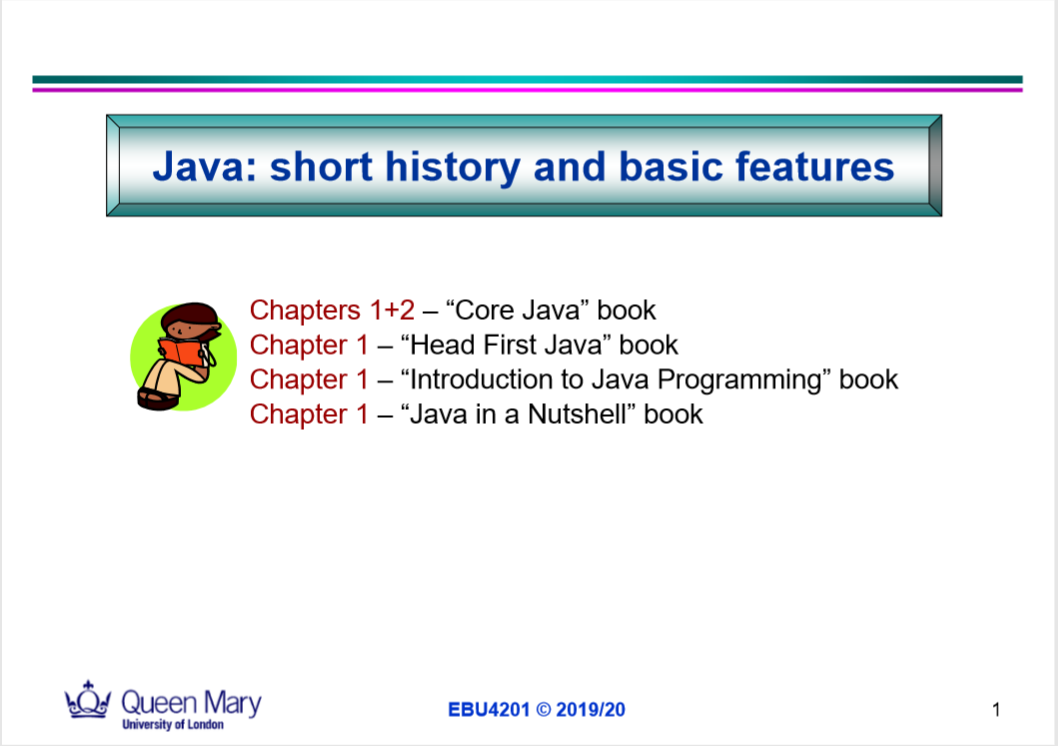 Java: short history and basic features
Chapters 1+2 – “Core Java” book
Chapter 1 – “Head First Java” book
Chapter 1 – “Introduction to Java Programming” book
Chapter 1 – “Java in a Nutshell” book
Queen Mary
University of London
EBU4201 © 2019/20
1